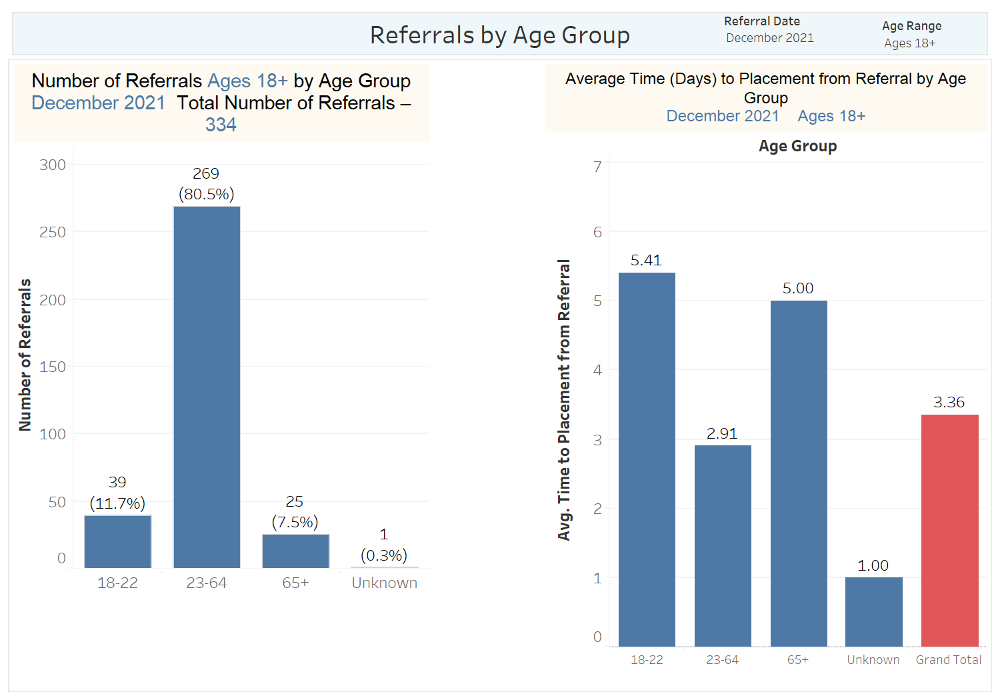 Referrals by Age Group
Referral Date
December 2021
Age Range
Ages 18+
Number of Referrals Ages 18+ by Age Group
December 2021 Total Number of Referrals –
334
Number of Referrals
300
250
200
150
100
50
0
39
(11.7%)
269
(80.5%)
25
(7.5%)
1
(0.3%)
18-22
23-64
65+
Unknown
Average Time (Days) to Placement from Referral by Age
Group
December 2021 Ages 18+
Age Group
Avg. Time to Placement from Referral
7
6
5
4
3
2
1
0
5.41
2.91
5.00
1.00
3.36
18-22
23-64
65+
Unknown
Grand Total